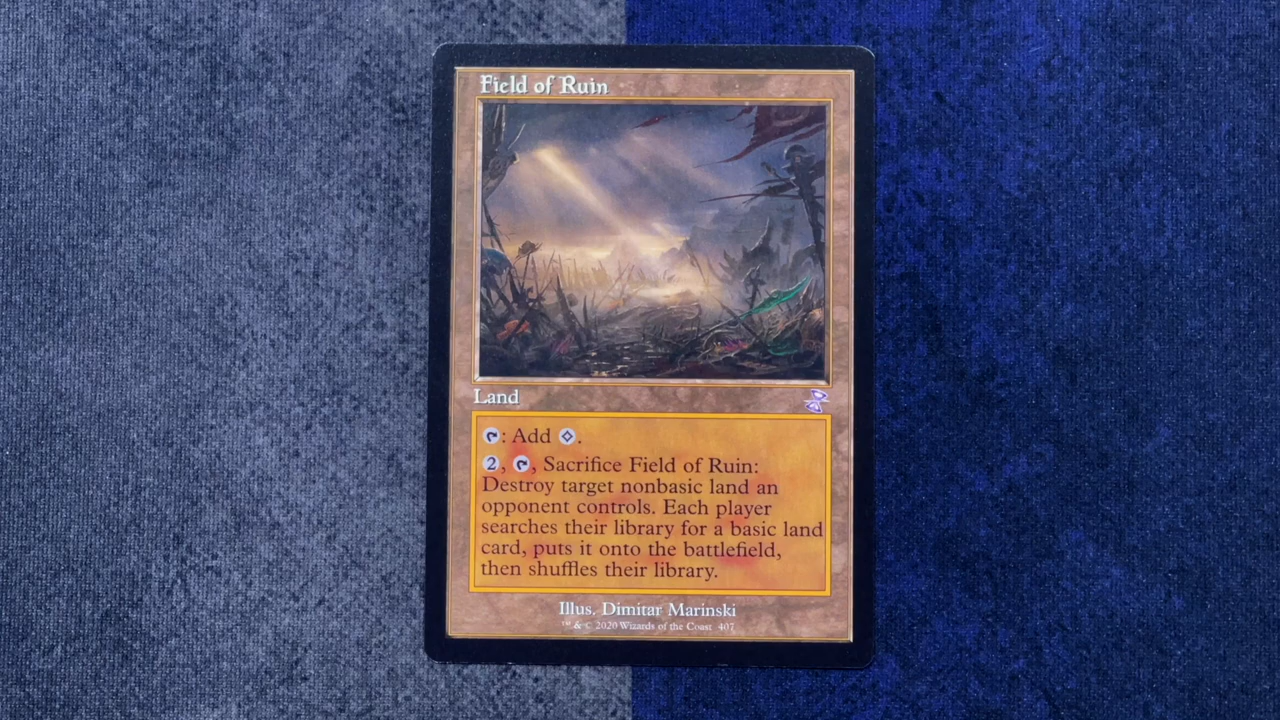 Field of Ruin
Land
: Add .
2, , Sacrifice Field of Ruin:
Destroy target nonbasic land an
opponent controls. Each player
searches their library for a basic land
card, puts it onto the battlefield,
then shuffles their library.
Illus. Dimitar Marinski
™ & © 2020 Wizards of the Coast 407